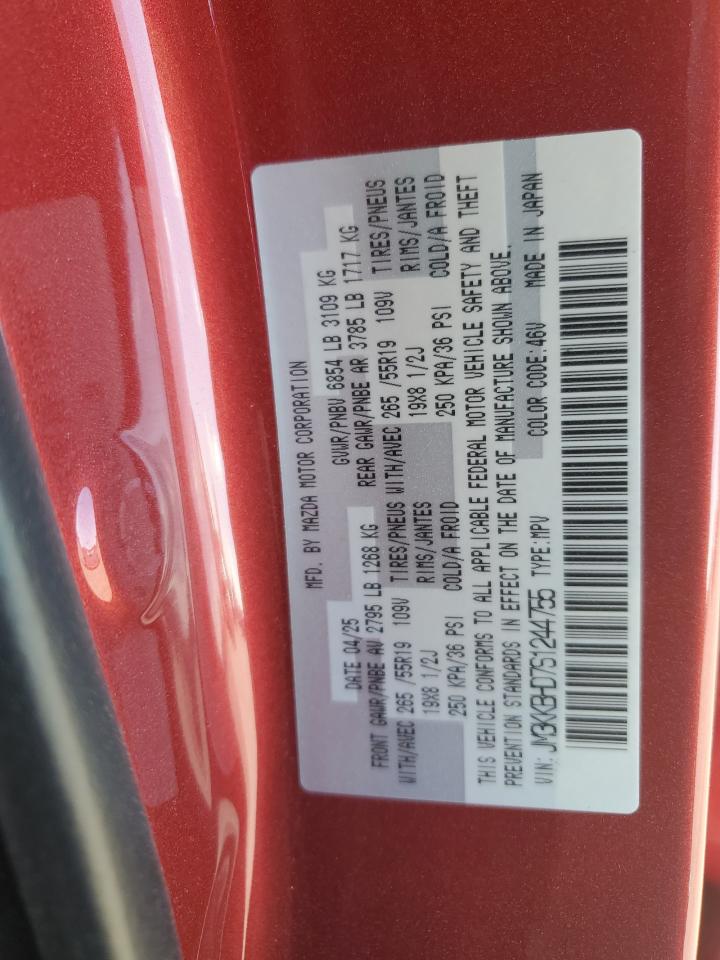 MFD. BY MAZDA MOTOR CORPORATION
DATE 04/25 GVWR/PNBV 6854 LB 3109 KG
FRONT GAWR/PNBE AV 2795 LB 1268 KG REAR GAWR/PNBE AR 3785 LB 1717 KG
WITH/AVEC 265 /55R19 109V TIRES/PNEUS WITH/AVEC 265 /55R19 109V TIRES/PNEUS
19X8 1/2J RIMS/JANTES 19X8 1/2J RIMS/JANTES
250 KPA/36 PSI COLD/A FROID 250 KPA/36 PSI COLD/A FROID
THIS VEHICLE CONFORMS TO ALL APPLICABLE FEDERAL MOTOR VEHICLE SAFETY AND THEFT
PREVENTION STANDARDS IN EFFECT ON THE DATE OF MANUFACTURE SHOWN ABOVE.
VIN: JM3KKBHD7S1244755 TYPE:MPV COLOR CODE:46V MADE IN JAPAN